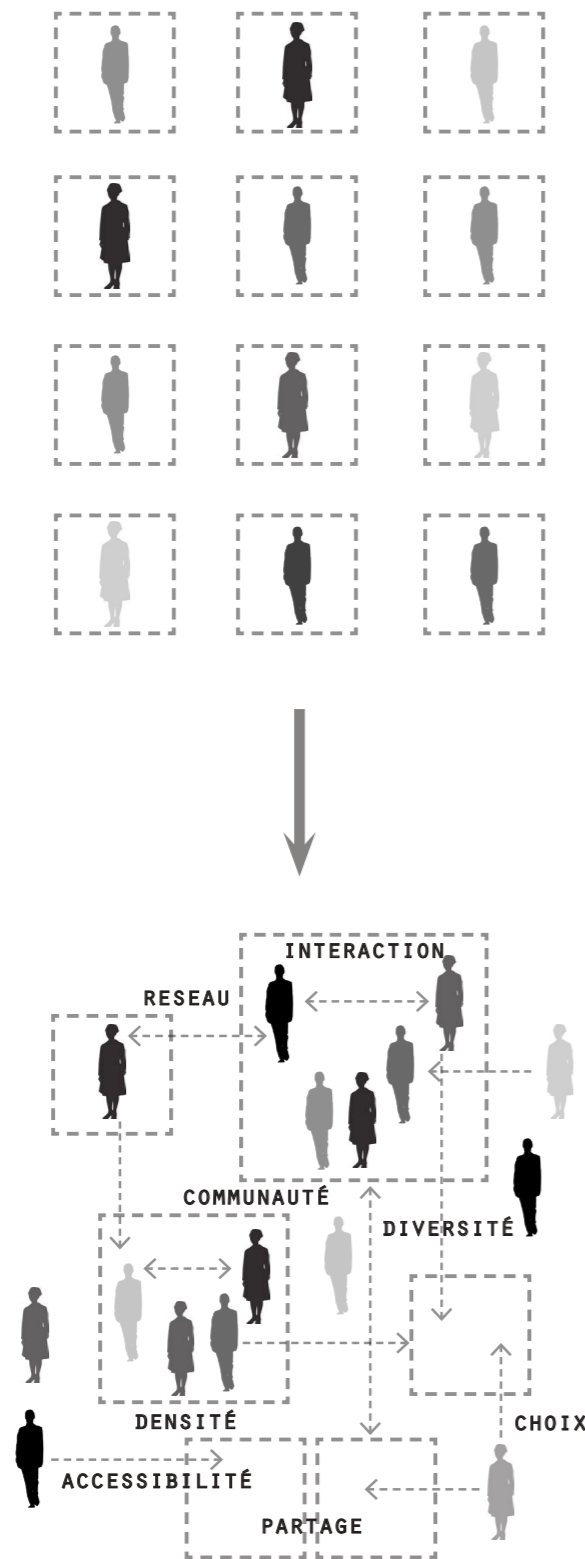 INTERACTION
RESEAU
COMMUNAUTÉ
DIVERSITÉ
DENSITÉ
CHOIX
ACCESSIBILITÉ
PARTAGE